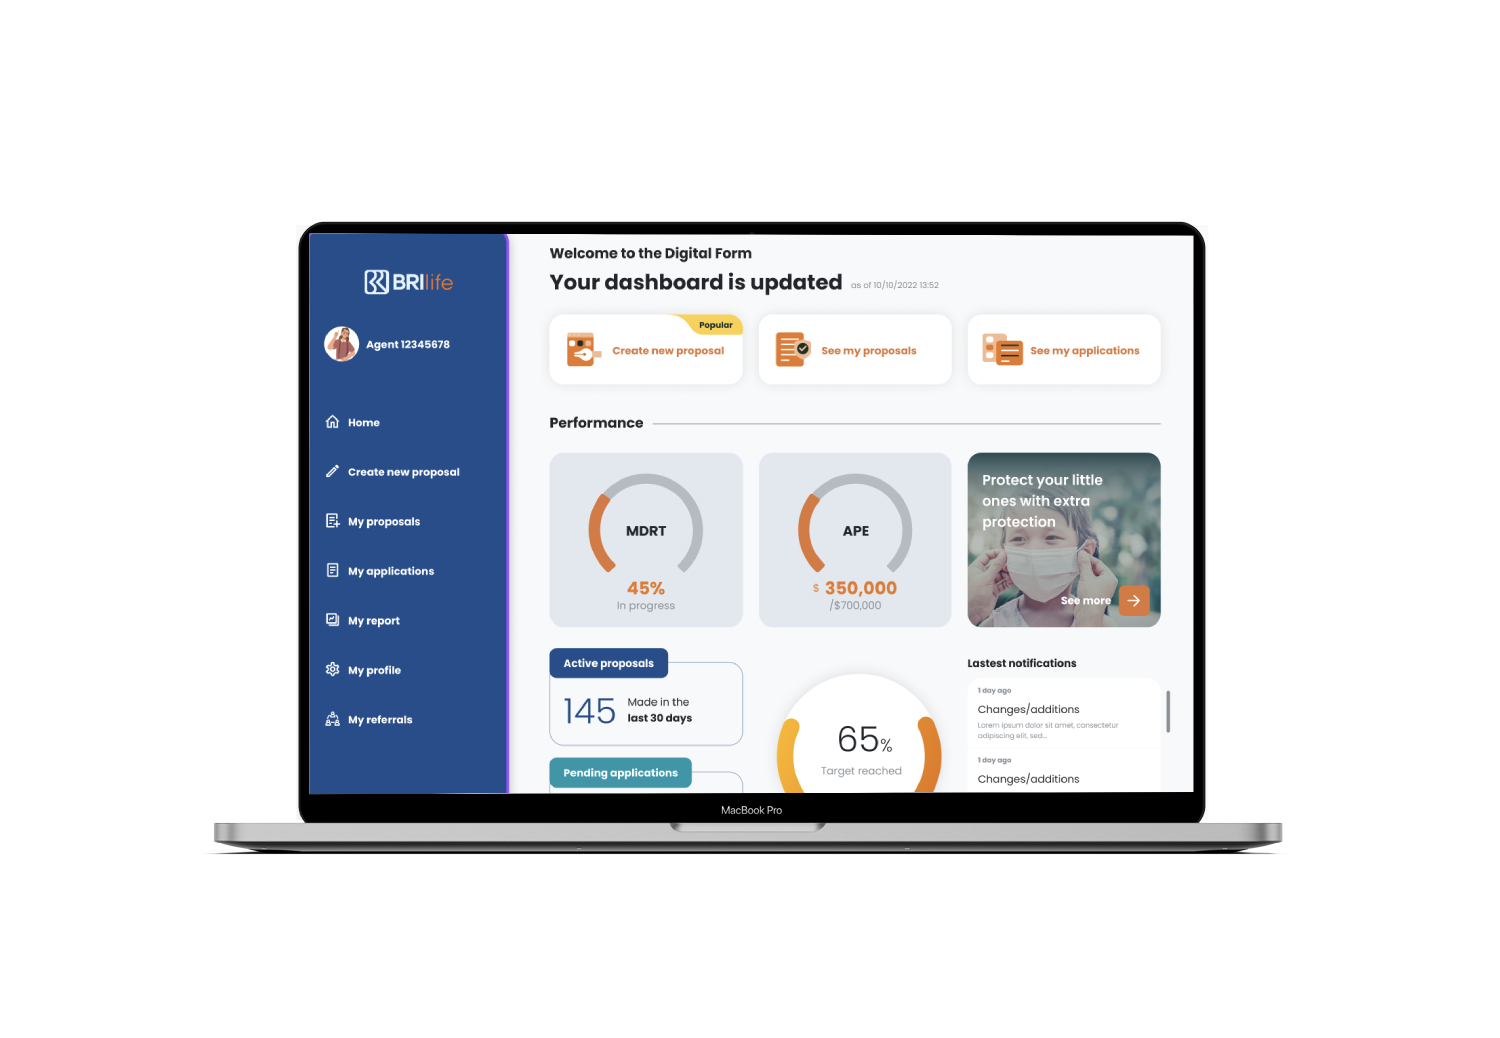 BRI life
Agent 12345678
Home
Create new proposal
My proposals
My applications
My report
My profile
My referrals
Welcome to the Digital Form
Your dashboard is updated as of 10/10/2022 13:52
Popular
Create new proposal
See my proposals
See my applications
Performance
MDRT
45%
In progress
APE
$ 350,000
/$700,000
Protect your little
ones with extra
protection
See more
Active proposals
145
Made in the
last 30 days
Pending applications
65%
Target reached
Lastest notifications
1 day ago
Changes/additions
Lorem ipsum dolor sit amet, consectetur
adipiscing elit, sed...
1 day ago
Changes/additions
MacBook Pro